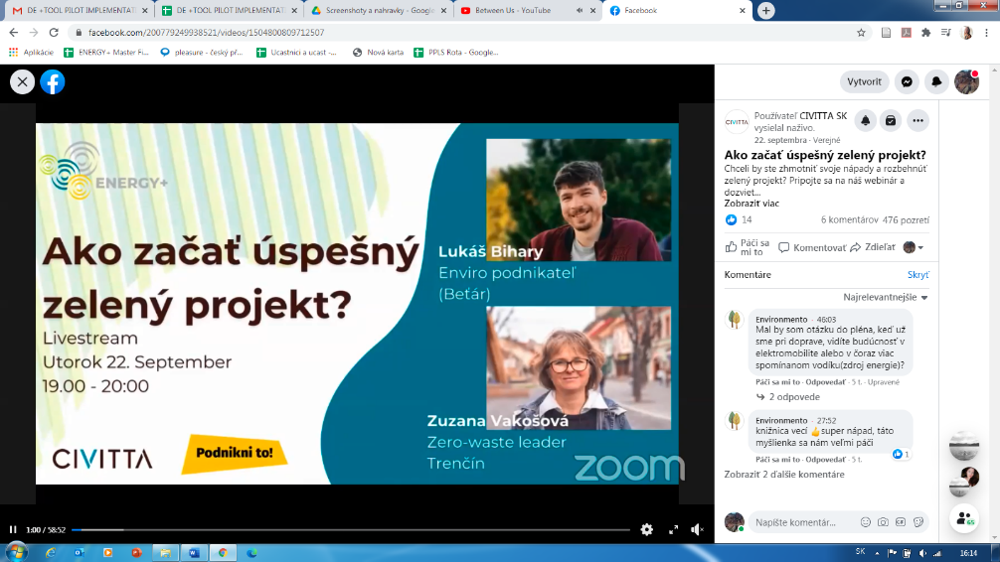 DE +TOOL PILOT IMPLEMENTAT
DE +TOOL PILOT IMPLEMENTAT
Screenshoty a nahravky - Google
Between Us - YouTube
Facebook
facebook.com/200779249938521/videos/1504800809712507
Aplikácie
ENERGY+ Master Fi...
pleasure - český př...
Ucastnici a ucast -...
Nová karta
PPLS Rota - Google...
ENERGY+
Ako začať úspešný
zelený projekt?
Livestream
Utorok 22. September
19.00 - 20:00
CIVITTA
Podnikni to!
Lukáš Bihary
Enviro podnikateľ
(Beťár)
Zuzana Vakošová
Zero-waste leader
Trenčín
zoom
1:00 / 58:52
Vytvoriť
CIVITTA
Používateľ CIVITTA SK
vysielal naživo.
22. septembra · Verejné
Ako začať úspešný zelený projekt?
Chceli by ste zhmotniť svoje nápady a rozbehnúť
zelený projekt? Pripojte sa na náš webinár a
dozviet...
Zobraziť viac
14
6 komentárov 476 pozretí
Páči sa
mi to
Komentovať
Zdieľať
Komentáre
Skryť
Najrelevantnejšie
Environmento · 46:03
Mal by som otázku do pléna, keď už
sme pri doprave, vidíte budúcnosť v
elektromobilite alebo v čoraz viac
spomínanom vodíku(zdroj energie)?
Páči sa mi to · Odpovedať · 5 t. · Upravené
2 odpovede
Environmento · 27:52
knižnica vecí 👍super nápad, táto
myšlienka sa nám veľmi páči
1
Páči sa mi to · Odpovedať · 5 t.
Zobraziť 2 ďalšie komentáre
Napíšte komentár...
GIF
65
SK
16:14